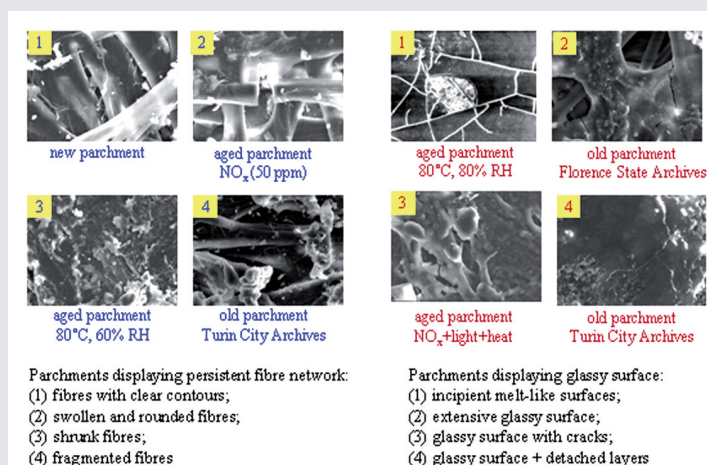 1
new parchment
2
aged parchment
NOₓ (50 ppm)
3
aged parchment
80°C, 60% RH
4
old parchment
Turin City Archives
Parchments displaying persistent fibre network:
(1) fibres with clear contours;
(2) swollen and rounded fibres;
(3) shrunk fibres;
(4) fragmented fibres
1
aged parchment
80°C, 80% RH
2
old parchment
Florence State Archives
3
aged parchment
NOₓ+light+heat
4
old parchment
Turin City Archives
Parchments displaying glassy surface:
(1) incipient melt-like surfaces;
(2) extensive glassy surface;
(3) glassy surface with cracks;
(4) glassy surface + detached layers